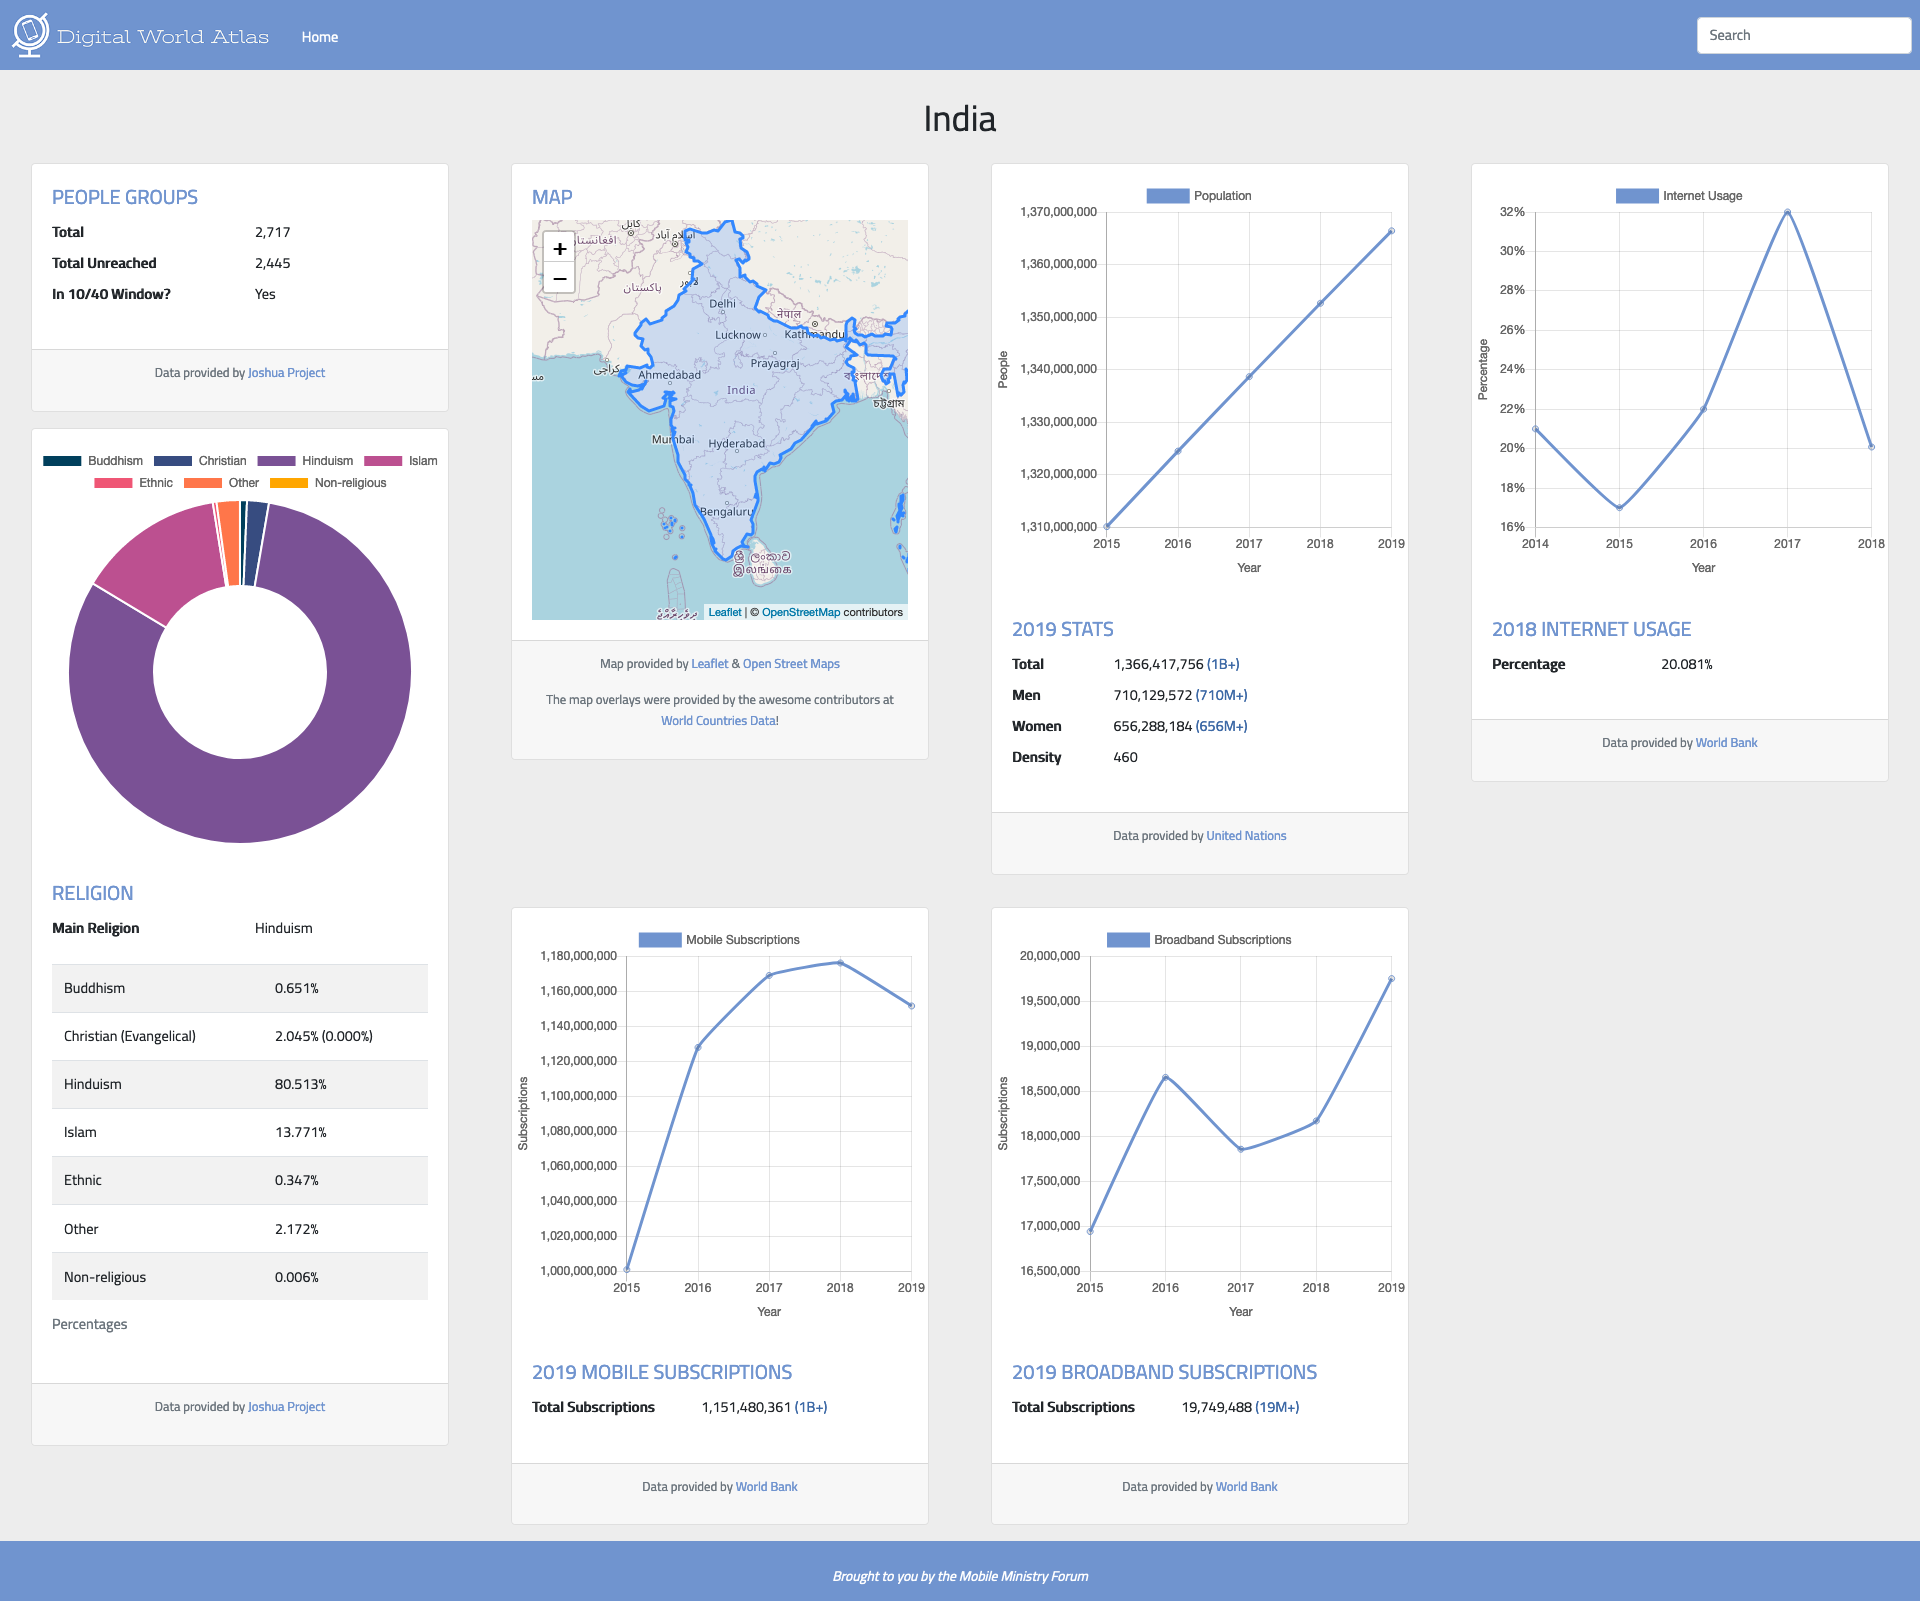 Digital World Atlas
Home
Search
India
PEOPLE GROUPS
Total 2,717
Total Unreached 2,445
In 10/40 Window? Yes
Data provided by Joshua Project
Buddhism Christian Hinduism Islam
Ethnic Other Non-religious
RELIGION
Main Religion Hinduism
Buddhism 0.651%
Christian (Evangelical) 2.045% (0.000%)
Hinduism 80.513%
Islam 13.771%
Ethnic 0.347%
Other 2.172%
Non-religious 0.006%
Percentages
Data provided by Joshua Project
MAP
+
−
كابل
افغانستان
اسلام آباد
لاہور
پاکستان
Delhi
नेपाल
Lucknow
Kathmandu
Prayagraj
کراچی
Ahmedabad
India
বাংলাদেশ
চট্টগ্রাম
Mumbai
Hyderabad
Bengaluru
ශ්‍රී ලංකාව
இலங்கை
Leaflet | © OpenStreetMap contributors
Map provided by Leaflet & Open Street Maps
The map overlays were provided by the awesome contributors at
World Countries Data!
Population
1,370,000,000
1,360,000,000
1,350,000,000
1,340,000,000
1,330,000,000
1,320,000,000
1,310,000,000
People
2015 2016 2017 2018 2019
Year
2019 STATS
Total 1,366,417,756 (1B+)
Men 710,129,572 (710M+)
Women 656,288,184 (656M+)
Density 460
Data provided by United Nations
Internet Usage
32%
30%
28%
26%
24%
22%
20%
18%
16%
Percentage
2014 2015 2016 2017 2018
Year
2018 INTERNET USAGE
Percentage 20.081%
Data provided by World Bank
Mobile Subscriptions
1,180,000,000
1,160,000,000
1,140,000,000
1,120,000,000
1,100,000,000
1,080,000,000
1,060,000,000
1,040,000,000
1,020,000,000
1,000,000,000
Subscriptions
2015 2016 2017 2018 2019
Year
2019 MOBILE SUBSCRIPTIONS
Total Subscriptions 1,151,480,361 (1B+)
Data provided by World Bank
Broadband Subscriptions
20,000,000
19,500,000
19,000,000
18,500,000
18,000,000
17,500,000
17,000,000
16,500,000
Subscriptions
2015 2016 2017 2018 2019
Year
2019 BROADBAND SUBSCRIPTIONS
Total Subscriptions 19,749,488 (19M+)
Data provided by World Bank
Brought to you by the Mobile Ministry Forum